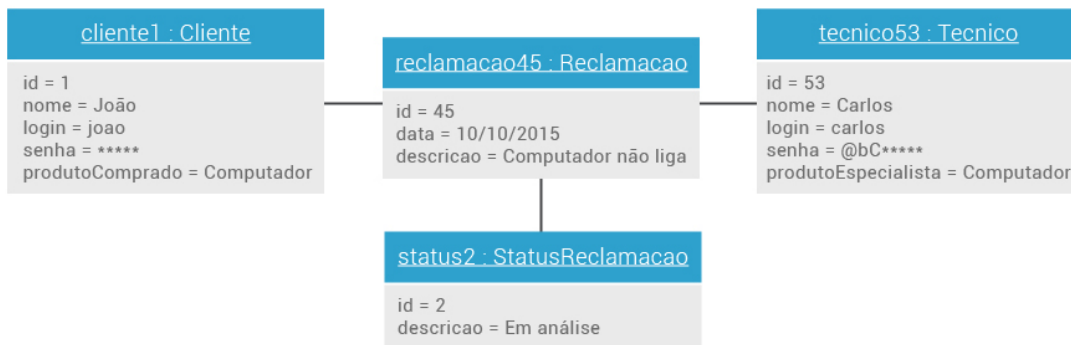 cliente1 : Cliente
id = 1
nome = João
login = joao
senha = *****
produtoComprado = Computador
reclamacao45 : Reclamacao
id = 45
data = 10/10/2015
descricao = Computador não liga
tecnico53 : Tecnico
id = 53
nome = Carlos
login = carlos
senha = @bC*****
produtoEspecialista = Computador
status2 : StatusReclamacao
id = 2
descricao = Em análise